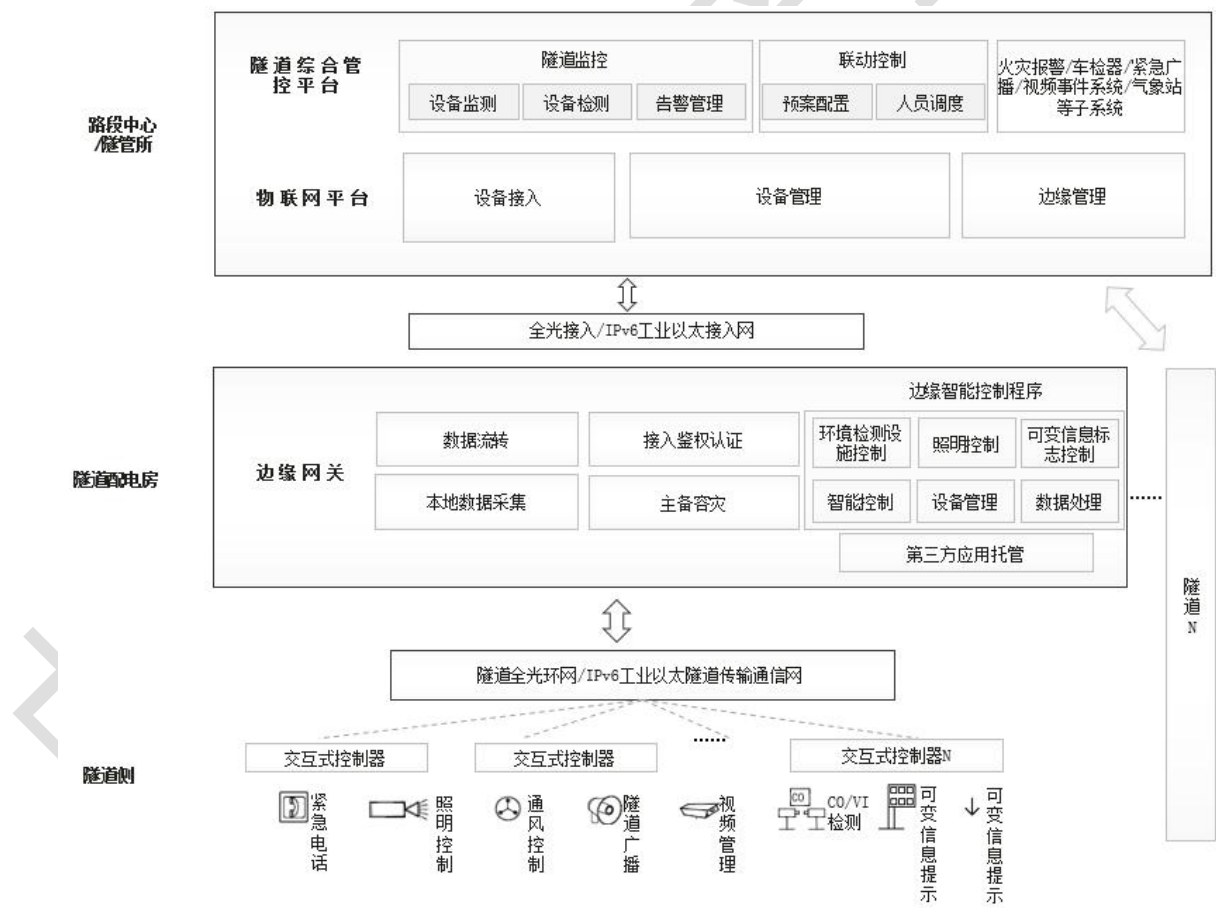 隧道综合管
控平台
隧道监控
设备监测
设备检测
告警管理
联动控制
预案配置
人员调度
火灾报警/车检器/紧急广
播/视频事件系统/气象站
等子系统
路段中心
/隧管所
物联网平台
设备接入
设备管理
边缘管理
全光接入/IPv6工业以太接入网
隧道配电房
边缘网关
数据流转
接入鉴权认证
本地数据采集
主备容灾
边缘智能控制程序
环境检测设
施控制
照明控制
可变信息标
志控制
智能控制
设备管理
数据处理
第三方应用托管
......
隧道N
隧道全光环网/IPv6工业以太隧道传输通信网
隧道侧
交互式控制器
交互式控制器
......
交互式控制器N
紧急电话
照明控制
通风控制
隧道广播
视频管理
CO
CO/VI
检测
可变信息提示
可变信息提示